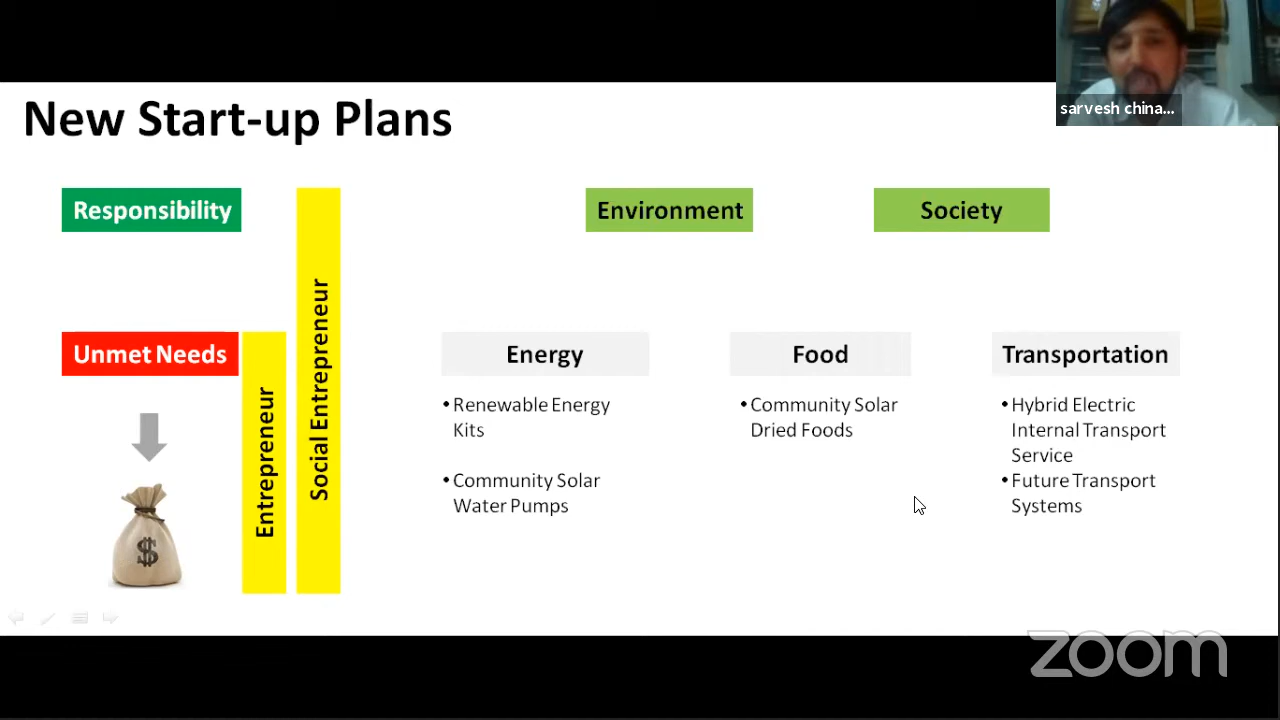 sarvesh china...
New Start-up Plans
Responsibility
Environment
Society
Unmet Needs
Entrepreneur
Social Entrepreneur
$
Energy
• Renewable Energy
Kits
• Community Solar
Water Pumps
Food
• Community Solar
Dried Foods
Transportation
• Hybrid Electric
Internal Transport
Service
• Future Transport
Systems
zoom